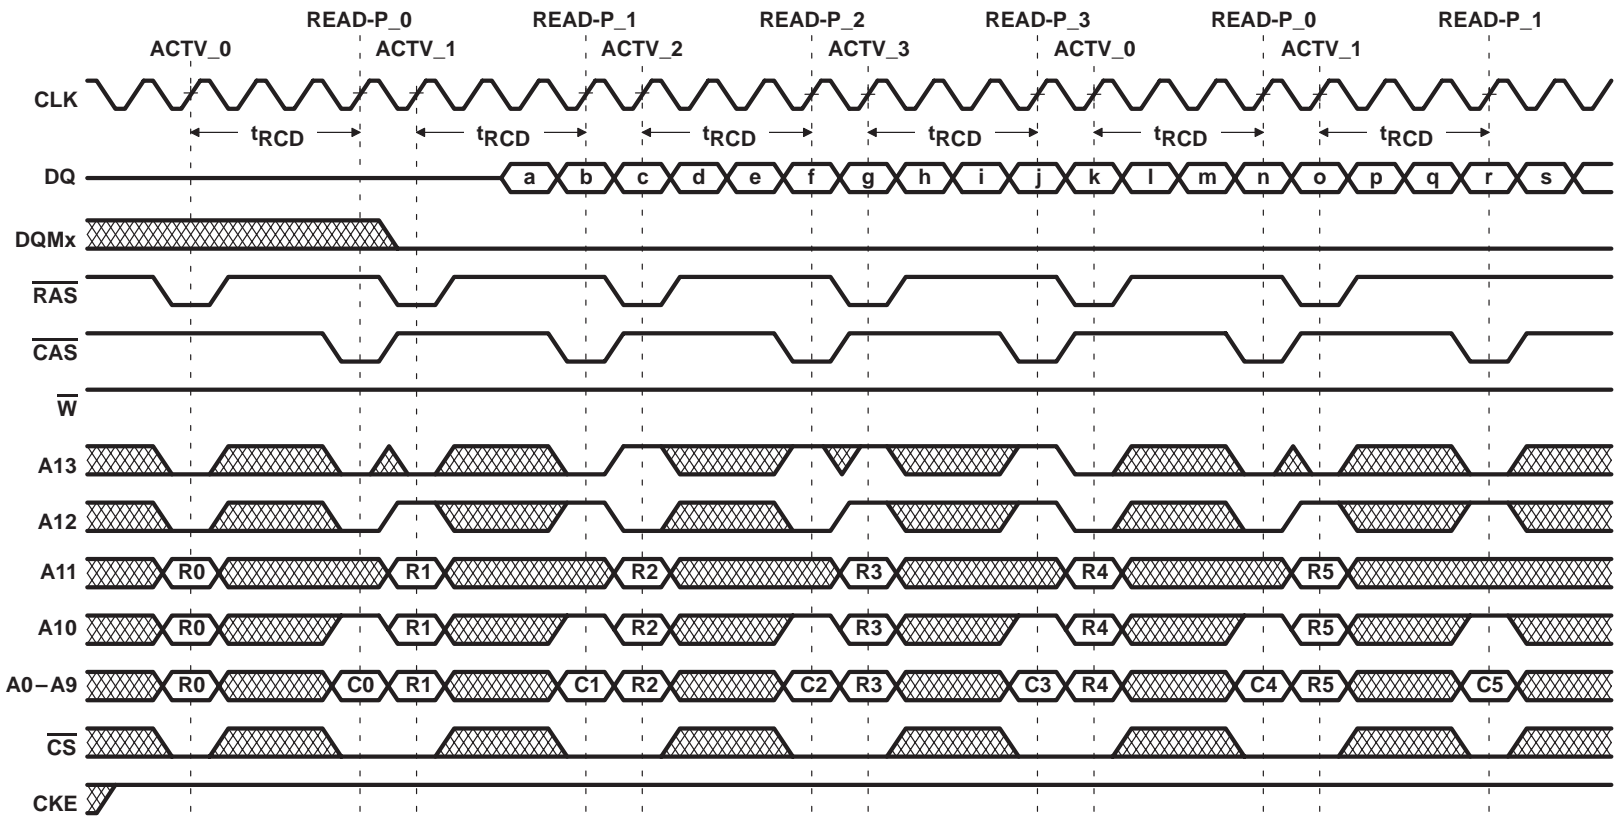 READ-P_0 READ-P_1 READ-P_2 READ-P_3 READ-P_0 READ-P_1
ACTV_0 ACTV_1 ACTV_2 ACTV_3 ACTV_0 ACTV_1
CLK
tRCD tRCD tRCD tRCD tRCD tRCD
DQ a b c d e f g h i j k l m n o p q r s
DQMx
RAS
CAS
W
A13
A12
A11 R0 R1 R2 R3 R4 R5
A10 R0 R1 R2 R3 R4 R5
A0–A9 R0 C0 R1 C1 R2 C2 R3 C3 R4 C4 R5 C5
CS
CKE